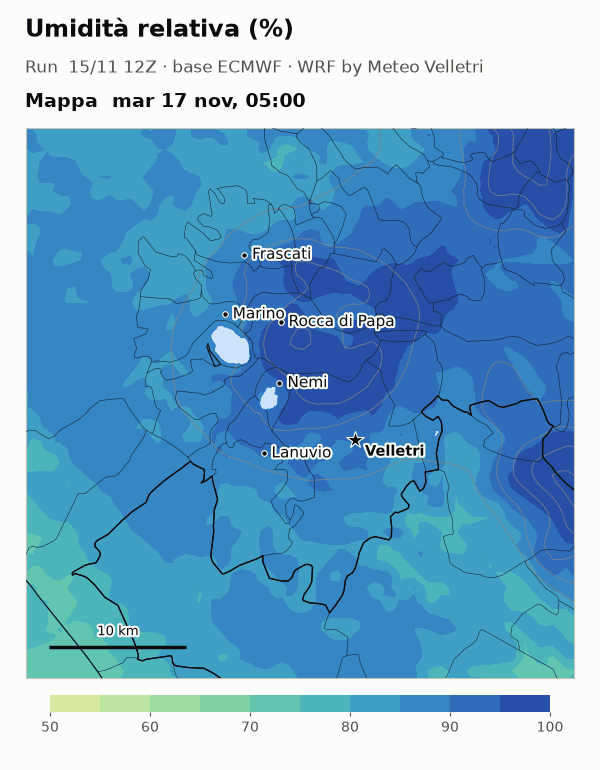 Umidità relativa (%)
Run  15/11 12Z · base ECMWF · WRF by Meteo Velletri
Mappa  mar 17 nov, 05:00
Frascati
Marino
Rocca di Papa
Nemi
Velletri
Lanuvio
10 km
50 60 70 80 90 100